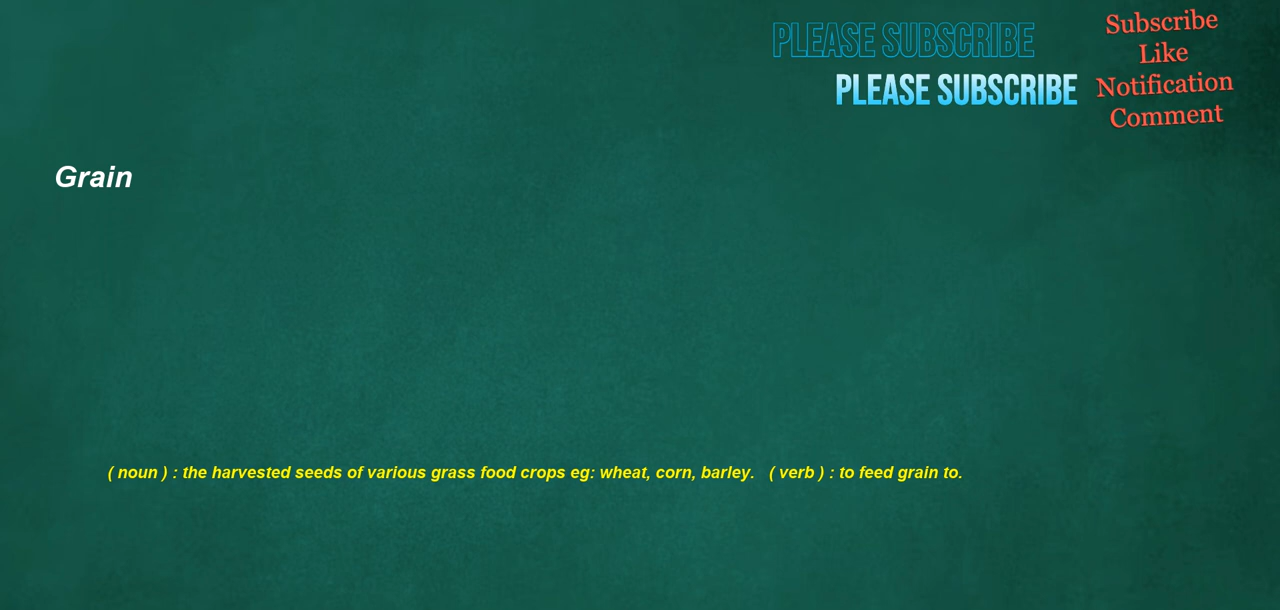 PLEASE SUBSCRIBE
PLEASE SUBSCRIBE
Subscribe
Like
Notification
Comment
Grain
( noun ) : the harvested seeds of various grass food crops eg: wheat, corn, barley.   ( verb ) : to feed grain to.